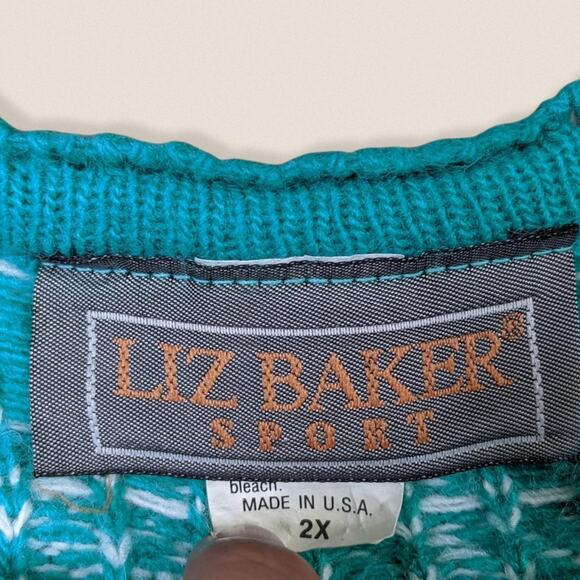 LIZ BAKER®
SPORT
bleach.
MADE IN U.S.A.
2X